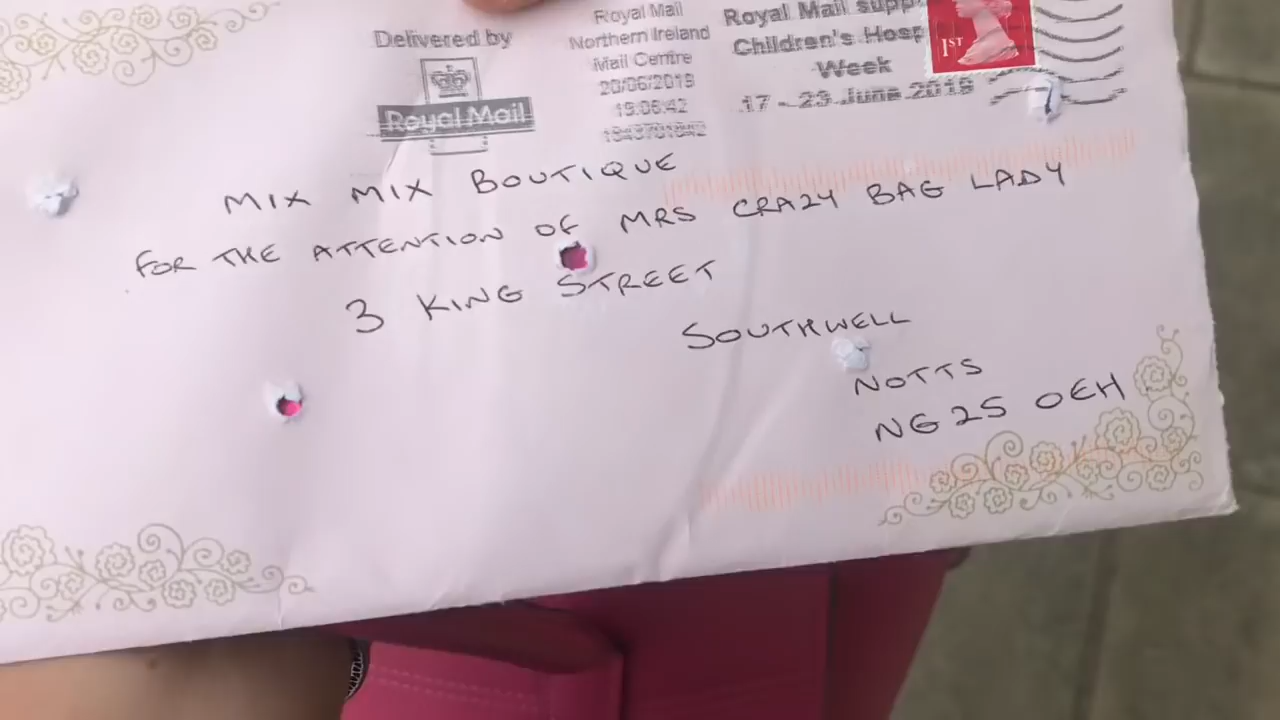 Delivered by
Royal Mail
Royal Mail
Northern Ireland
Mail Centre
20/06/2019
19:06:42
Royal Mail supp
Children's Hosp
Week
17 - 23 June 2019
1ST
MIX MIX BOUTIQUE
FOR THE ATTENTION OF MRS CRAZY BAG LADY
3 KING STREET
SOUTHWELL
NOTTS
NG25 0EH